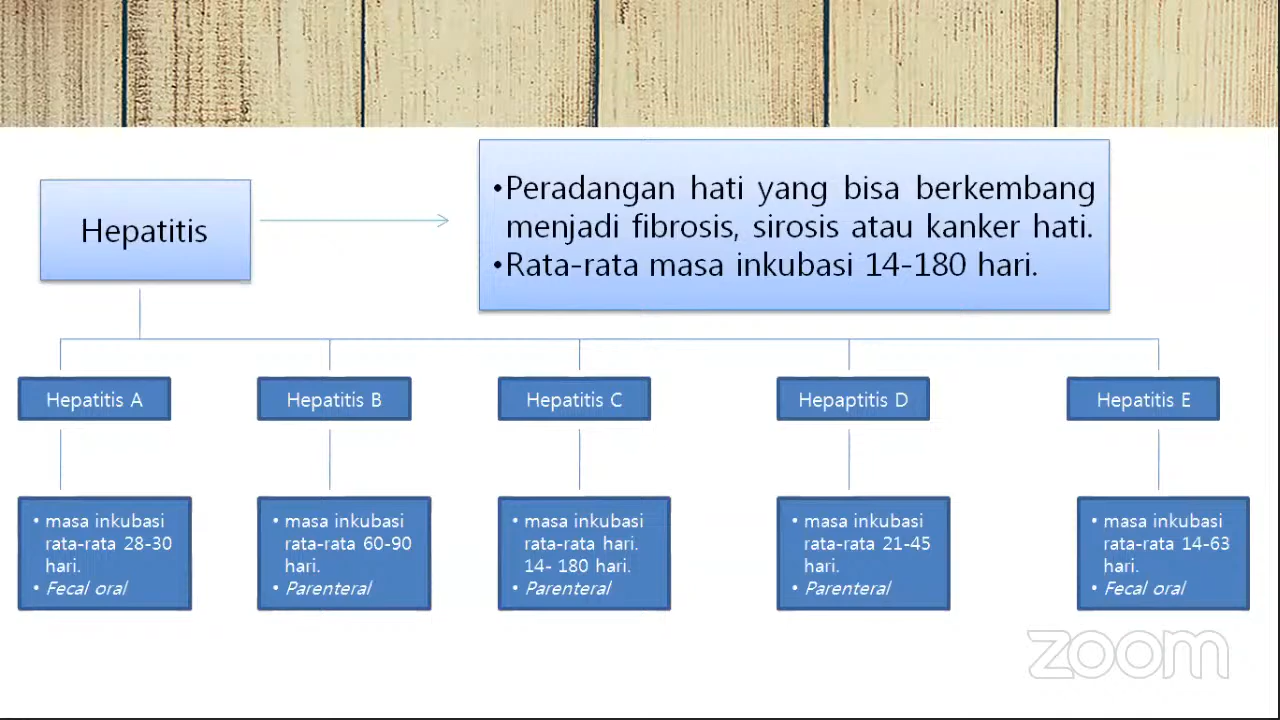 Hepatitis
•Peradangan hati yang bisa berkembang
menjadi fibrosis, sirosis atau kanker hati.
•Rata-rata masa inkubasi 14-180 hari.
Hepatitis A
Hepatitis B
Hepatitis C
Hepaptitis D
Hepatitis E
• masa inkubasi
rata-rata 28-30
hari.
• Fecal oral
• masa inkubasi
rata-rata 60-90
hari.
• Parenteral
• masa inkubasi
rata-rata hari.
14- 180 hari.
• Parenteral
• masa inkubasi
rata-rata 21-45
hari.
• Parenteral
• masa inkubasi
rata-rata 14-63
hari.
• Fecal oral
zoom